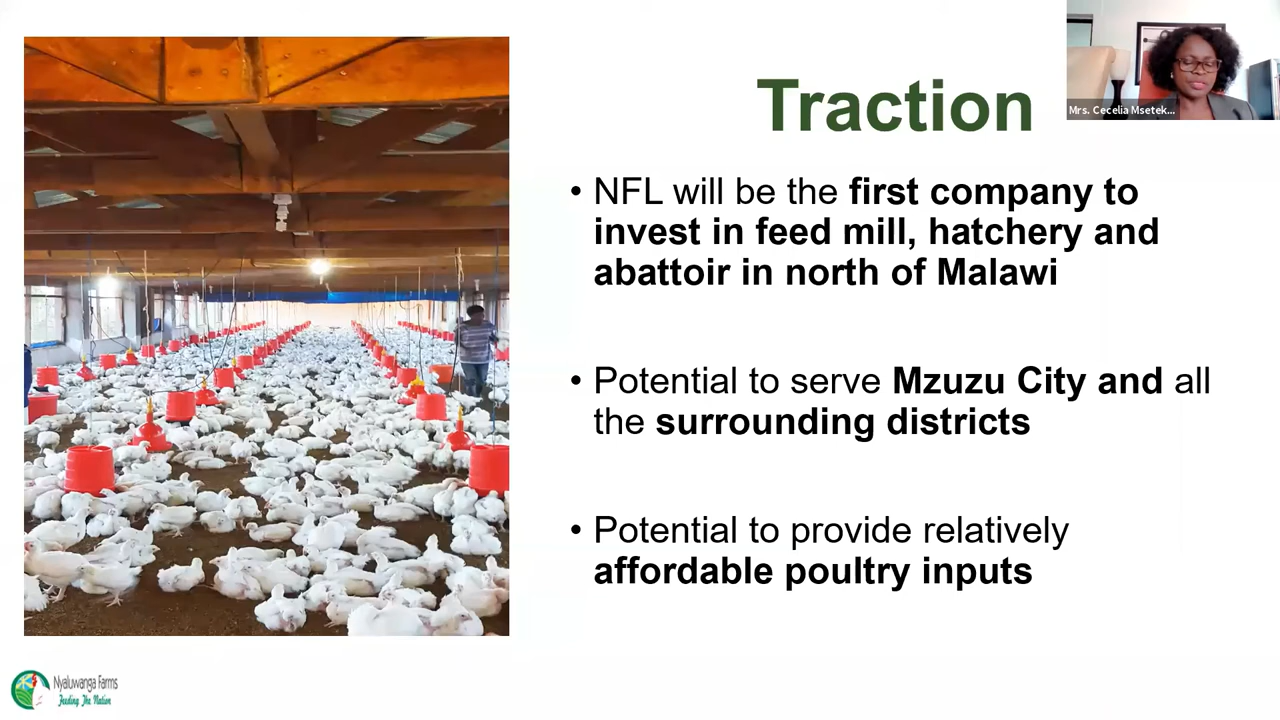 Traction
Mrs. Cecelia Msetek...
• NFL will be the first company to
invest in feed mill, hatchery and
abattoir in north of Malawi
• Potential to serve Mzuzu City and all
the surrounding districts
• Potential to provide relatively
affordable poultry inputs
Nyaluwanga Farms
Feeding The Nation